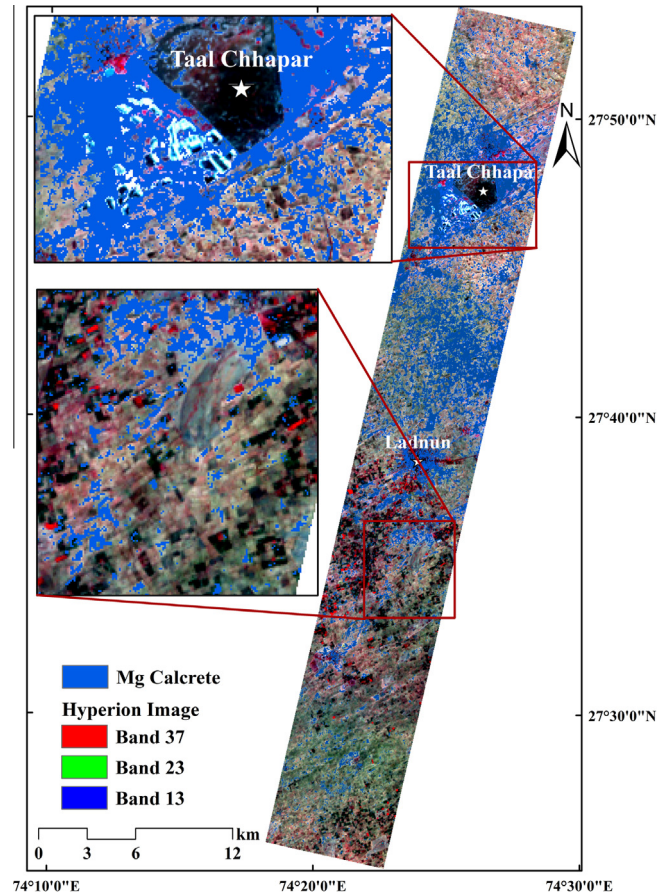 Taal Chhapar
N
27°50'0"N
Taal Chhapar
27°40'0"N
Ladnun
Mg Calcrete
Hyperion Image
Band 37
Band 23
Band 13
27°30'0"N
km
0 3 6 12
74°10'0"E 74°20'0"E 74°30'0"E